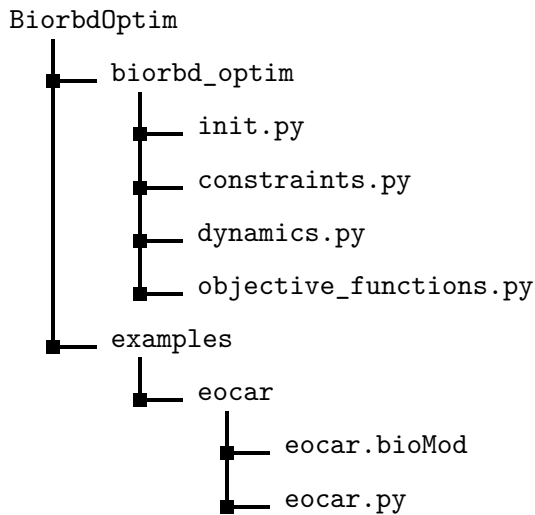 BiorbdOptim
biorbd_optim
init.py
constraints.py
dynamics.py
objective_functions.py
examples
eocar
eocar.bioMod
eocar.py